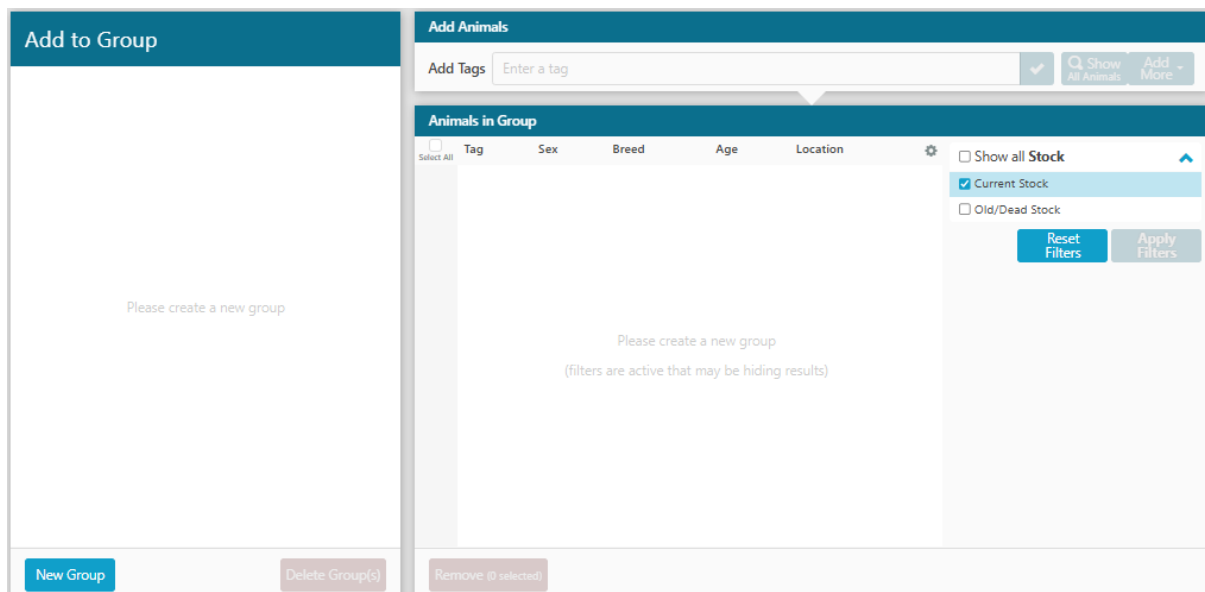 Add to Group
Please create a new group
New Group
Delete Group(s)
Add Animals
Add Tags
Enter a tag
Show
All Animals
Add
More
Animals in Group
Select All
Tag Sex Breed Age Location
Please create a new group
(filters are active that may be hiding results)
Show all Stock
Current Stock
Old/Dead Stock
Reset
Filters
Apply
Filters
Remove (0 selected)